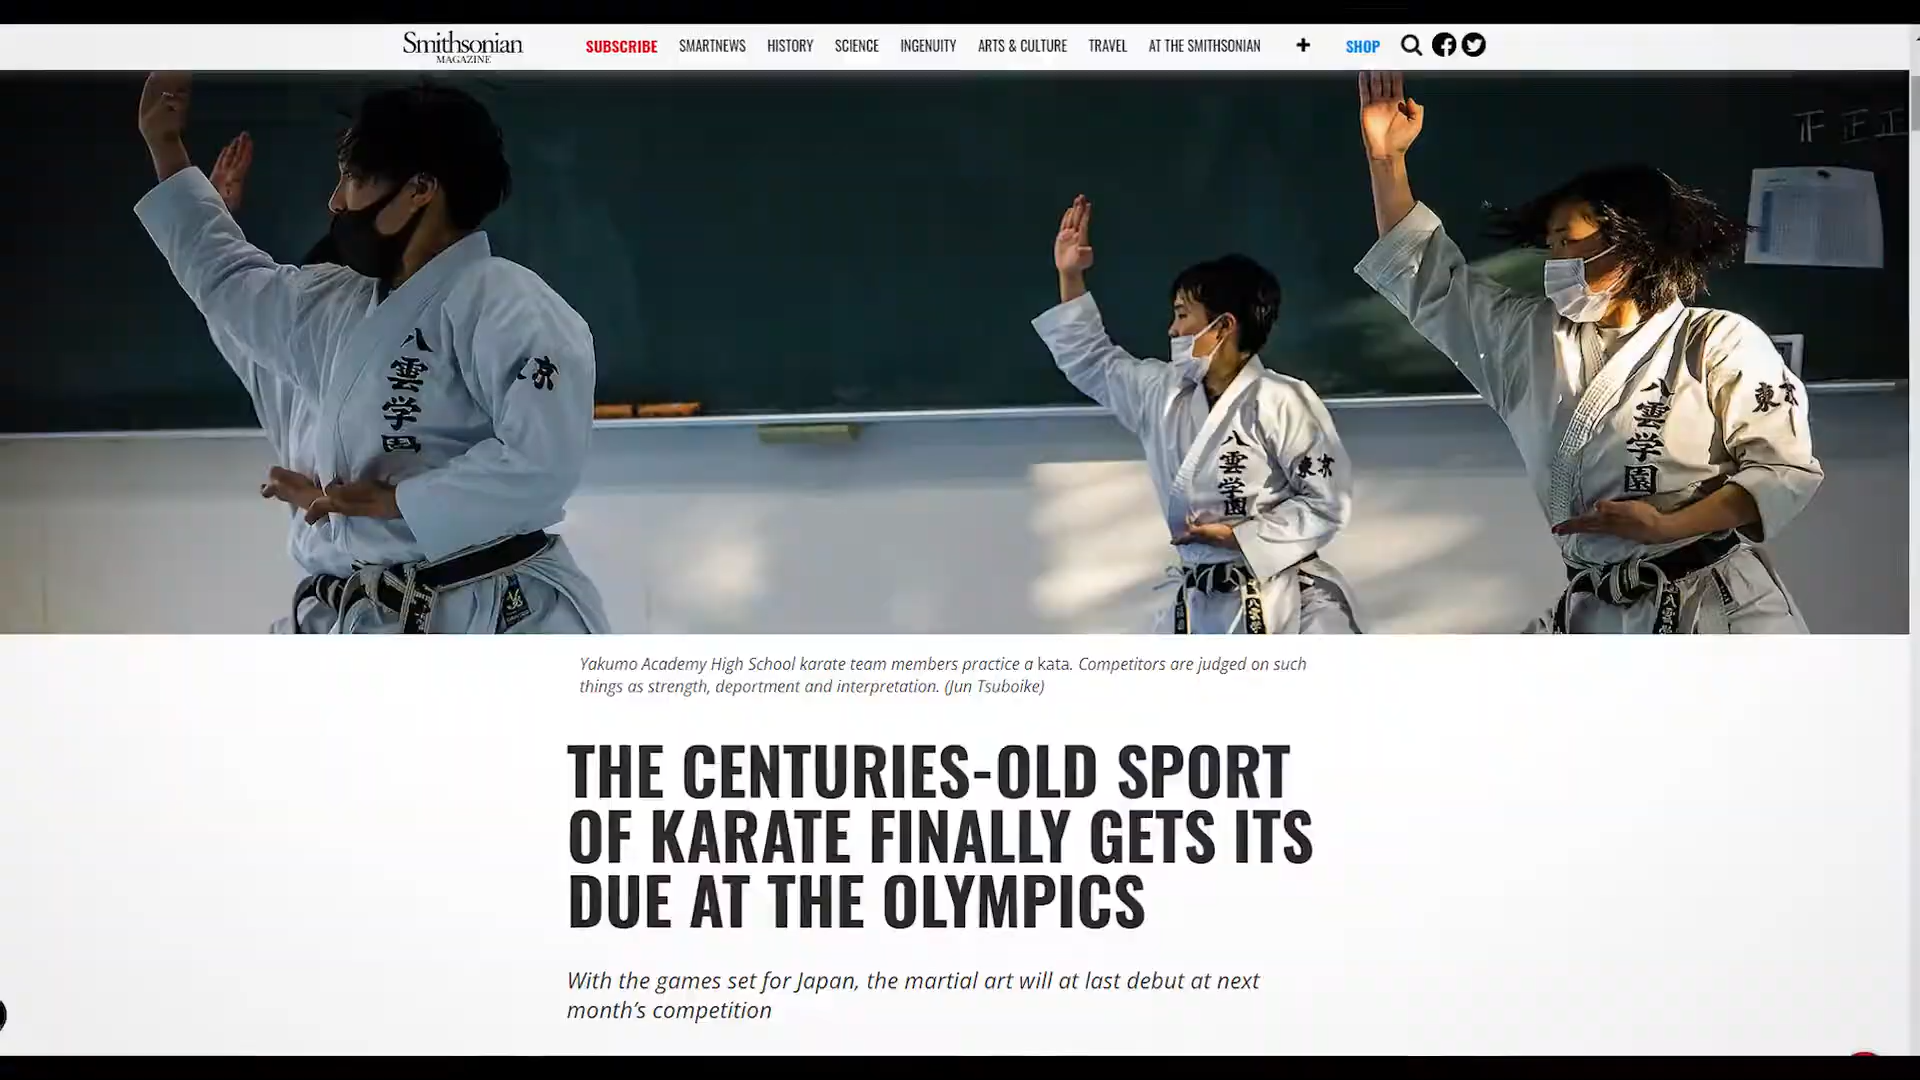 Smithsonian
MAGAZINE
SUBSCRIBE SMARTNEWS HISTORY SCIENCE INGENUITY ARTS & CULTURE TRAVEL AT THE SMITHSONIAN + SHOP
正 正 正
八雲学園
東京
八雲学園
東京
八雲学園
Yakumo Academy High School karate team members practice a kata. Competitors are judged on such
things as strength, deportment and interpretation. (Jun Tsuboike)
THE CENTURIES-OLD SPORT
OF KARATE FINALLY GETS ITS
DUE AT THE OLYMPICS
With the games set for Japan, the martial art will at last debut at next
month's competition